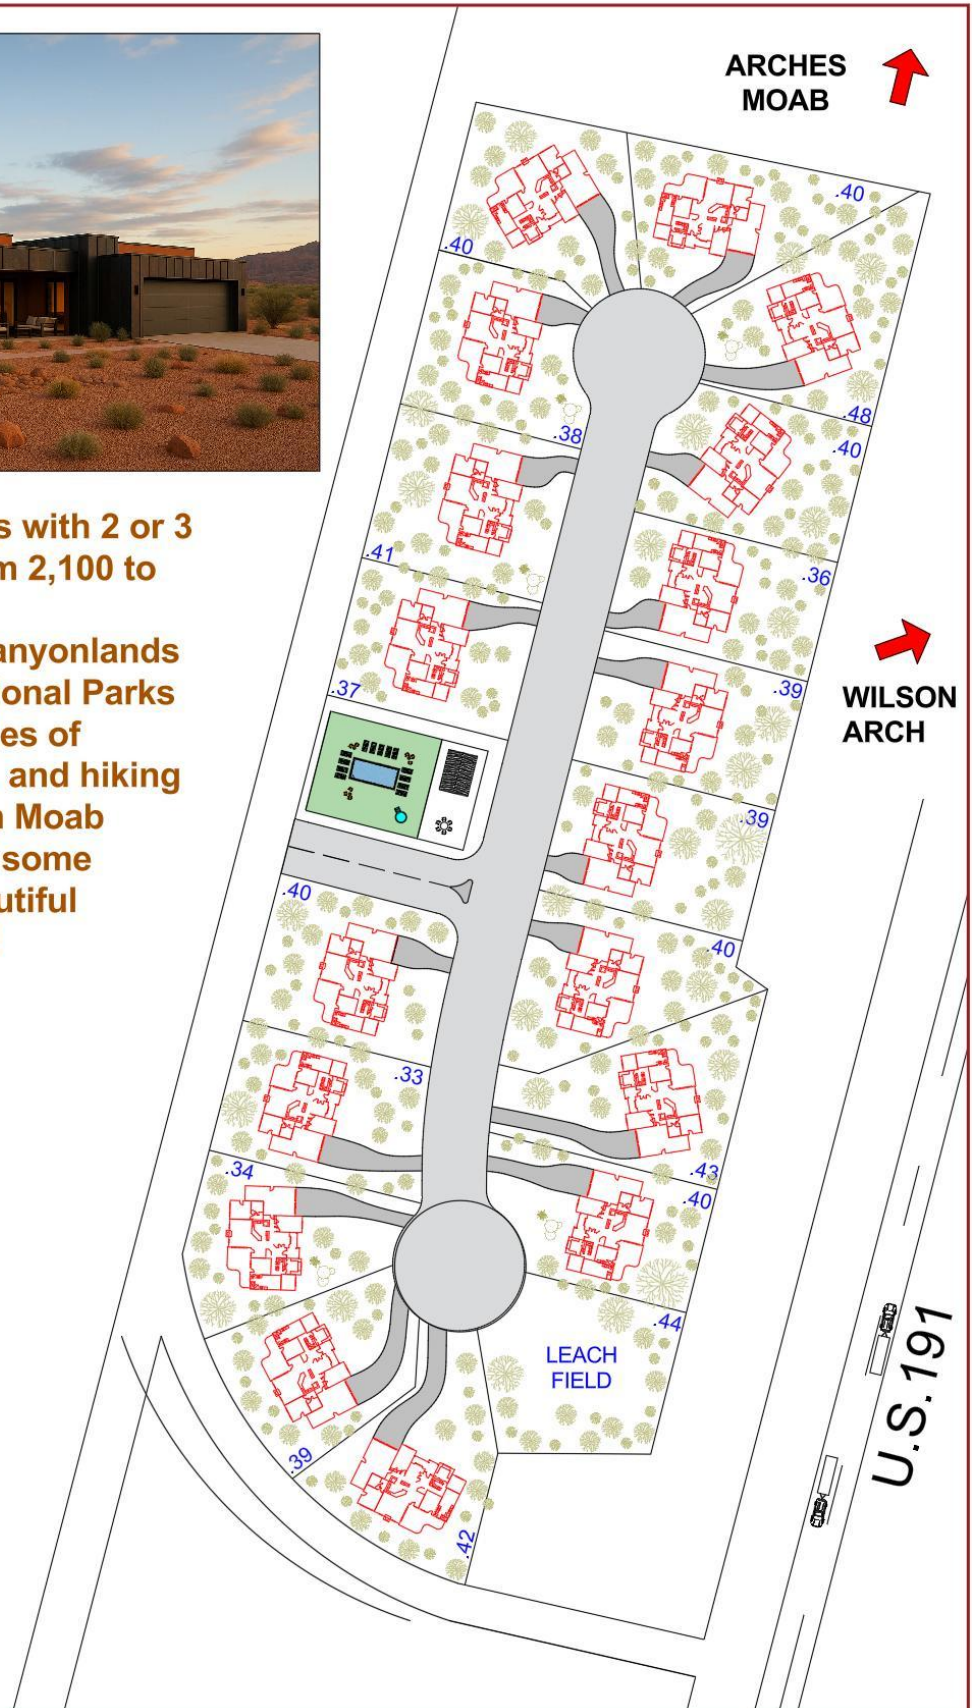 ARCHES
MOAB
.40
.40
.48
.38
.40
s with 2 or 3
m 2,100 to
.41
.36
anyonlands
ional Parks
es of
and hiking
n Moab
some
utiful
.37
.39
WILSON
ARCH
.39
.40
.40
.33
.34
.43
.40
.44
LEACH
FIELD
U.S. 191
.39
.42